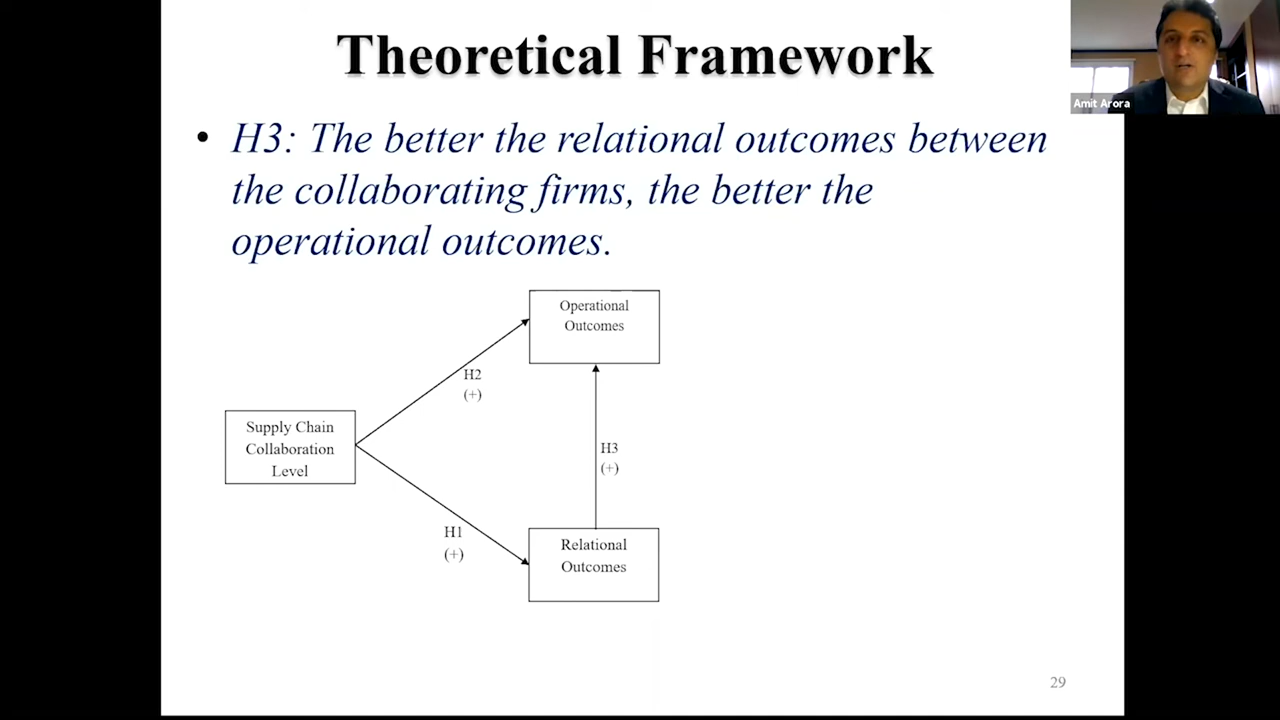 Theoretical Framework
Amit Arora
• H3: The better the relational outcomes between
the collaborating firms, the better the
operational outcomes.
Operational
Outcomes
H2
(+)
Supply Chain
Collaboration
Level
H3
(+)
H1
(+)
Relational
Outcomes
29